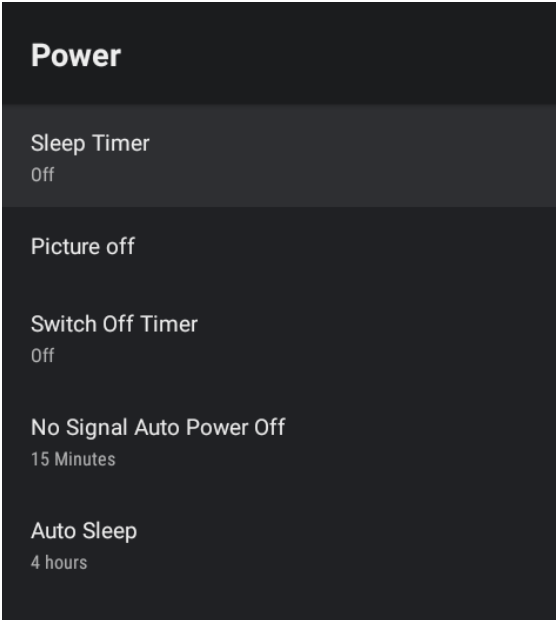 Power
Sleep Timer
Off
Picture off
Switch Off Timer
Off
No Signal Auto Power Off
15 Minutes
Auto Sleep
4 hours